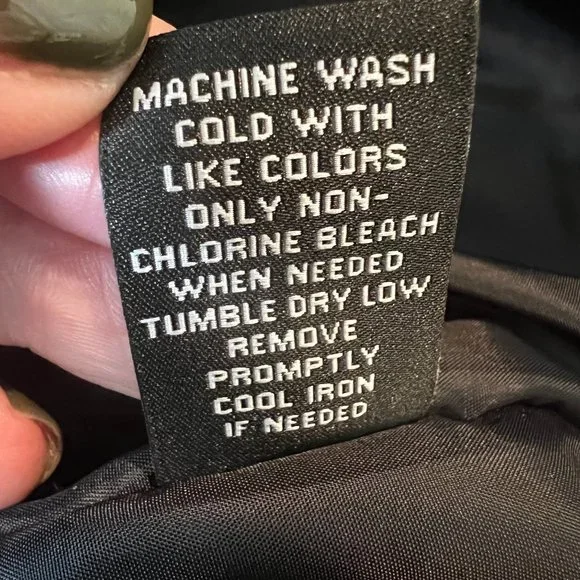 MACHINE WASH
COLD WITH
LIKE COLORS
ONLY NON-
CHLORINE BLEACH
WHEN NEEDED
TUMBLE DRY LOW
REMOVE
PROMPTLY
COOL IRON
IF NEEDED